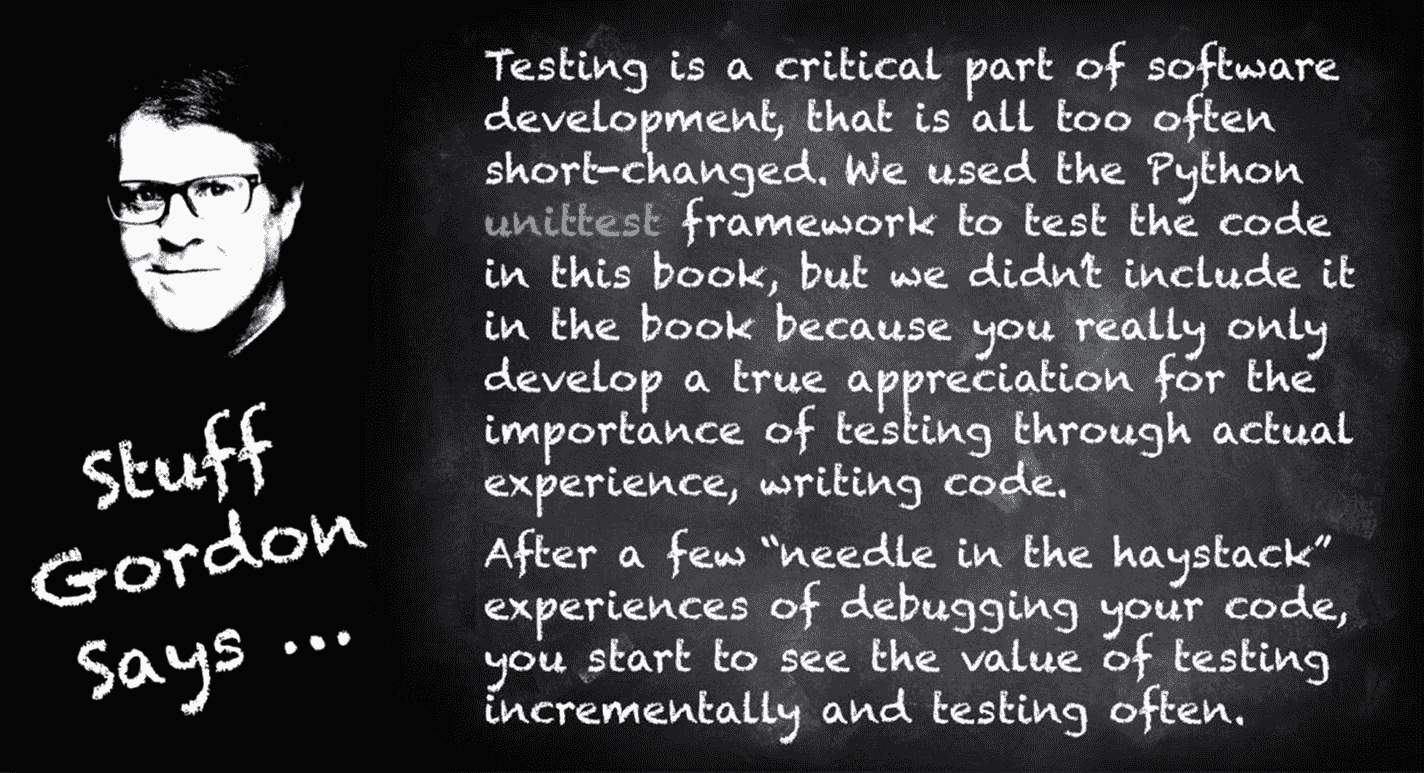 Stuff
Gordon
Says ...
Testing is a critical part of software
development, that is all too often
short-changed. We used the Python
unittest framework to test the code
in this book, but we didn't include it
in the book because you really only
develop a true appreciation for the
importance of testing through actual
experience, writing code.
After a few “needle in the haystack”
experiences of debugging your code,
you start to see the value of testing
incrementally and testing often.